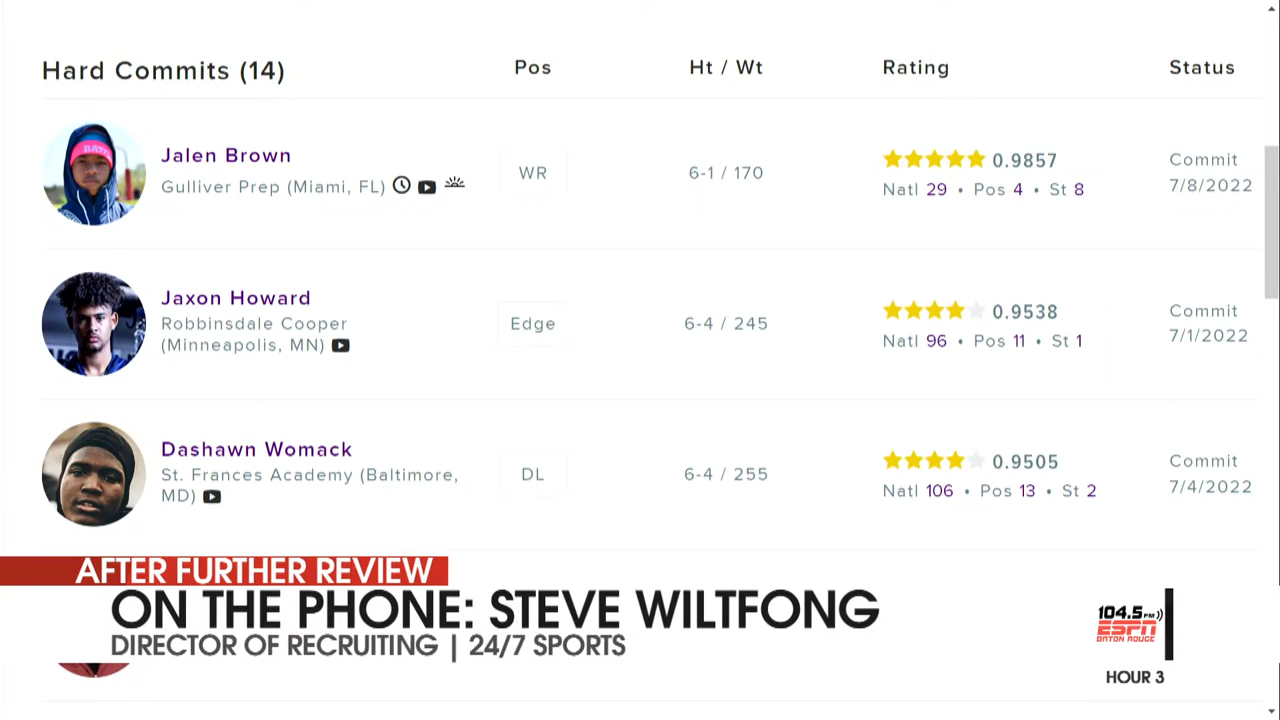 Hard Commits (14) Pos Ht / Wt Rating Status
Jalen Brown
Gulliver Prep (Miami, FL)
WR
6-1 / 170
0.9857
Natl 29 • Pos 4 • St 8
Commit
7/8/2022
Jaxon Howard
Robbinsdale Cooper
(Minneapolis, MN)
Edge
6-4 / 245
0.9538
Natl 96 • Pos 11 • St 1
Commit
7/1/2022
Dashawn Womack
St. Frances Academy (Baltimore,
MD)
DL
6-4 / 255
0.9505
Natl 106 • Pos 13 • St 2
Commit
7/4/2022
AFTER FURTHER REVIEW
ON THE PHONE: STEVE WILTFONG
DIRECTOR OF RECRUITING | 24/7 SPORTS
104.5 FM
ESPN
BATON ROUGE
HOUR 3